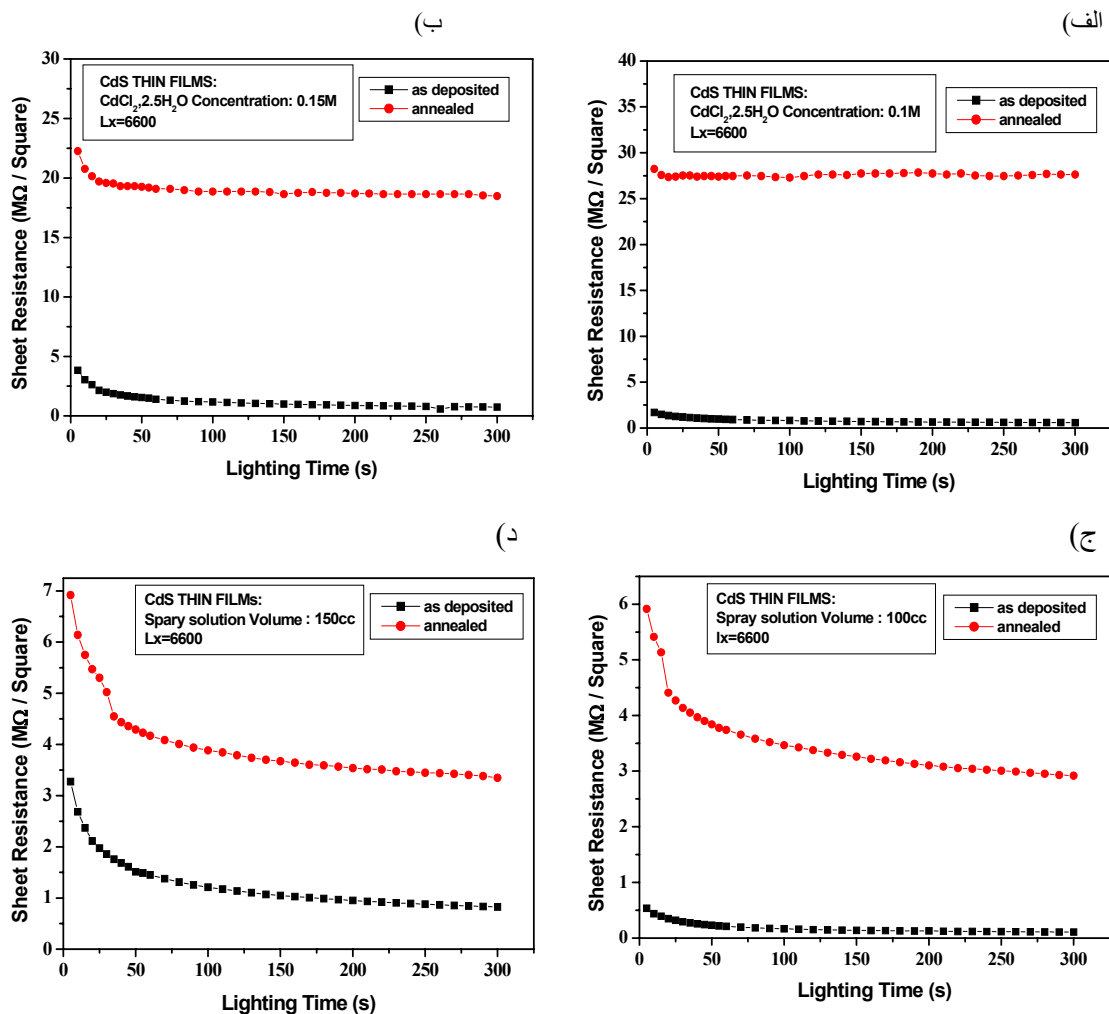 الف)
CdS THIN FILMS:
CdCl₂,2.5H₂O Concentration: 0.1M
Lx=6600
as deposited
annealed
Sheet Resistance (MΩ / Square)
40
35
30
25
20
15
10
5
0
0 50 100 150 200 250 300
Lighting Time (s)
ب)
CdS THIN FILMS:
CdCl₂,2.5H₂O Concentration: 0.15M
Lx=6600
as deposited
annealed
Sheet Resistance (MΩ / Square)
30
25
20
15
10
5
0
0 50 100 150 200 250 300
Lighting Time (s)
ج)
CdS THIN FILMS:
Spray solution Volume : 100cc
lx=6600
as deposited
annealed
Sheet Resistance (MΩ / Square)
6
5
4
3
2
1
0
0 50 100 150 200 250 300
Lighting Time (s)
د)
CdS THIN FILMs:
Spary solution Volume : 150cc
Lx=6600
as deposited
annealed
Sheet Resistance (MΩ / Square)
7
6
5
4
3
2
1
0
0 50 100 150 200 250 300
Lighting Time (s)